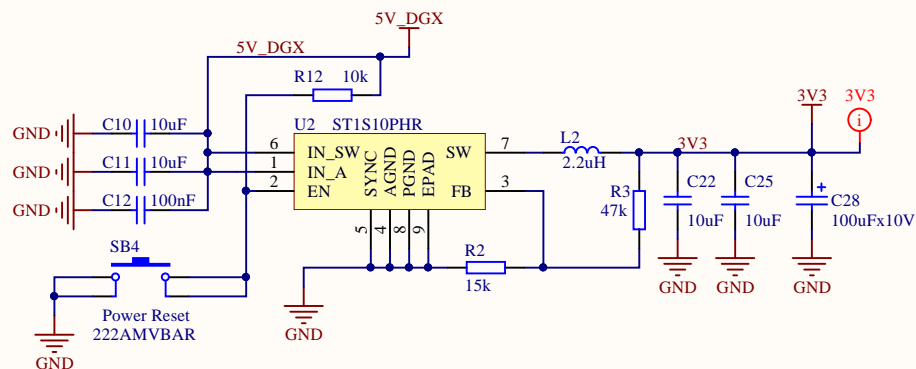 5V_DGX
5V_DGX
R12 10k
GND C10 10uF
U2 ST1S10PHR
L2
3V3
3V3
i
6 IN_SW SW 7
3V3
GND C11 10uF
1 IN_A
2.2uH
2 EN
SYNC
AGND
PGND
EPAD
FB 3
R3
47k
C22
10uF
C25
10uF
+
C28
100uFx10V
GND C12 100nF
5
4
8
9
SB4
R2
15k
GND
GND
GND
GND
Power Reset
222AMVBAR
GND